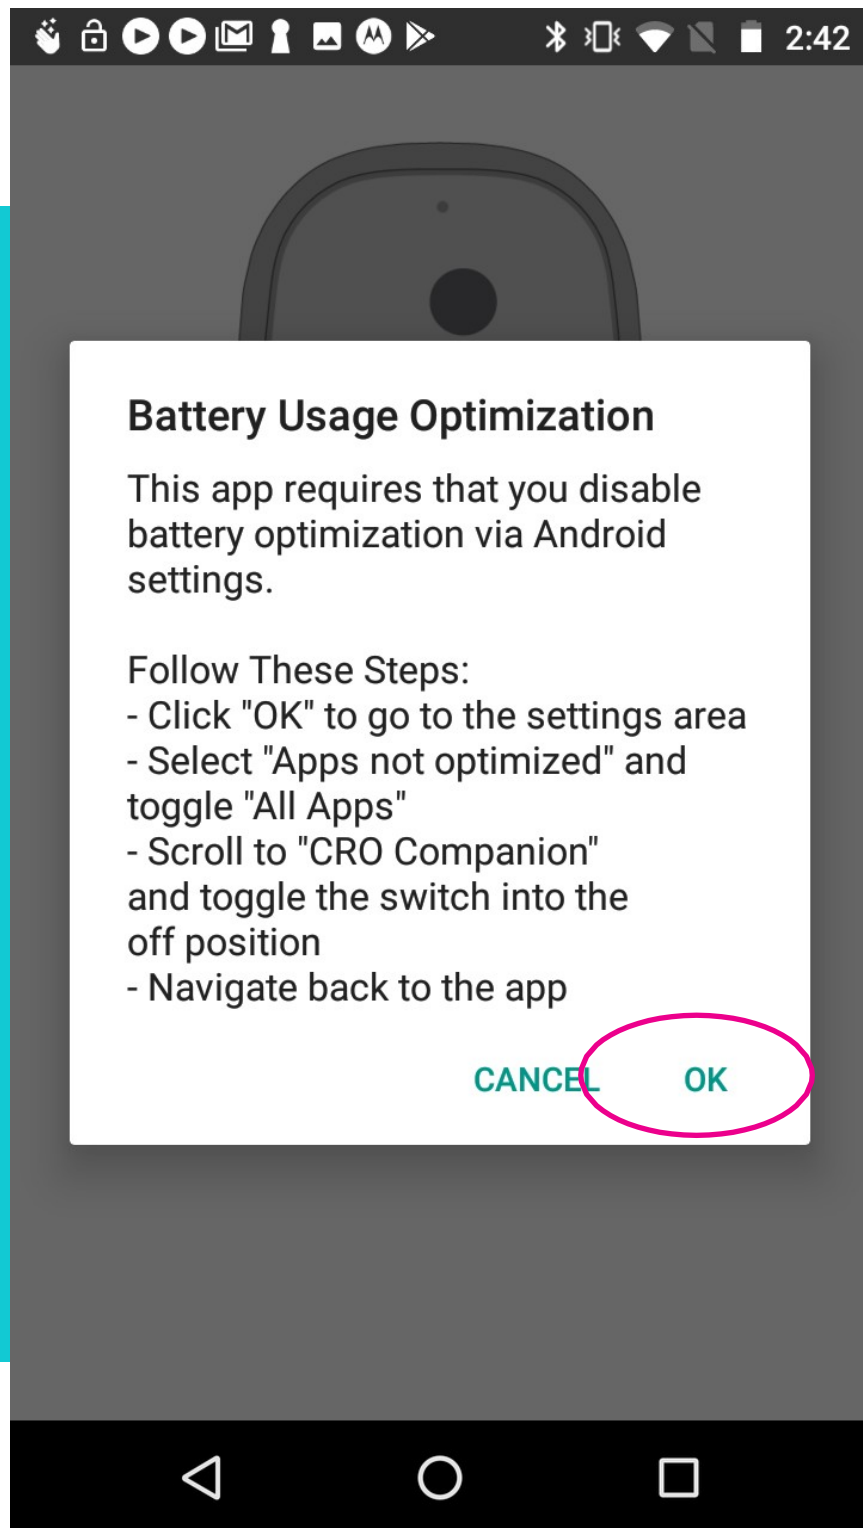 2:42
Battery Usage Optimization
This app requires that you disable
battery optimization via Android
settings.
Follow These Steps:
- Click "OK" to go to the settings area
- Select "Apps not optimized" and
toggle "All Apps"
- Scroll to "CRO Companion"
and toggle the switch into the
off position
- Navigate back to the app
CANCEL OK